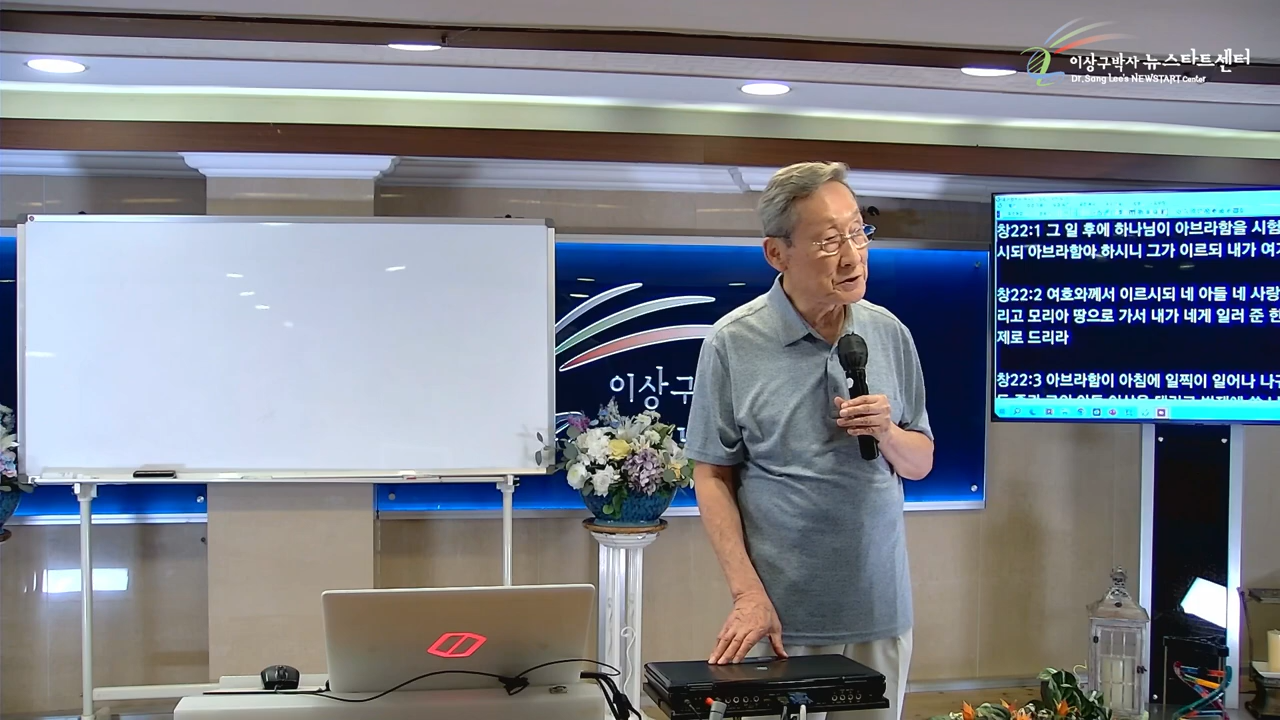 이상구박사 뉴스타트센터
Dr. Sang Lee's NEWSTART Center
이상구
창22:1 그 일 후에 하나님이 아브라함을 시험
시되 아브라함아 하시니 그가 이르되 내가 여기
창22:2 여호와께서 이르시되 네 아들 네 사랑
리고 모리아 땅으로 가서 내가 네게 일러 준 한
제로 드리라
창22:3 아브라함이 아침에 일찍이 일어나 나귀